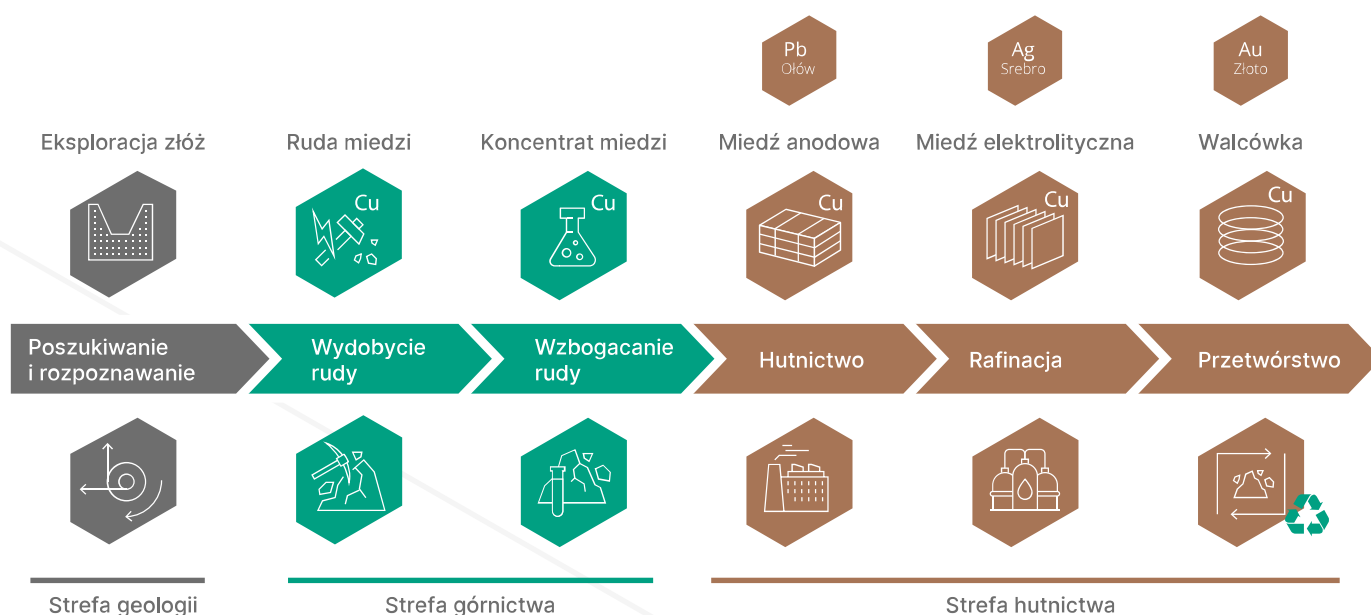 Pb
Ołów
Ag
Srebro
Au
Złoto
Eksploracja złóż
Ruda miedzi
Koncentrat miedzi
Miedź anodowa
Miedź elektrolityczna
Walcówka
Cu
Cu
Cu
Cu
Cu
Poszukiwanie
i rozpoznawanie
Wydobycie
rudy
Wzbogacanie
rudy
Hutnictwo
Rafinacja
Przetwórstwo
Strefa geologii
Strefa górnictwa
Strefa hutnictwa